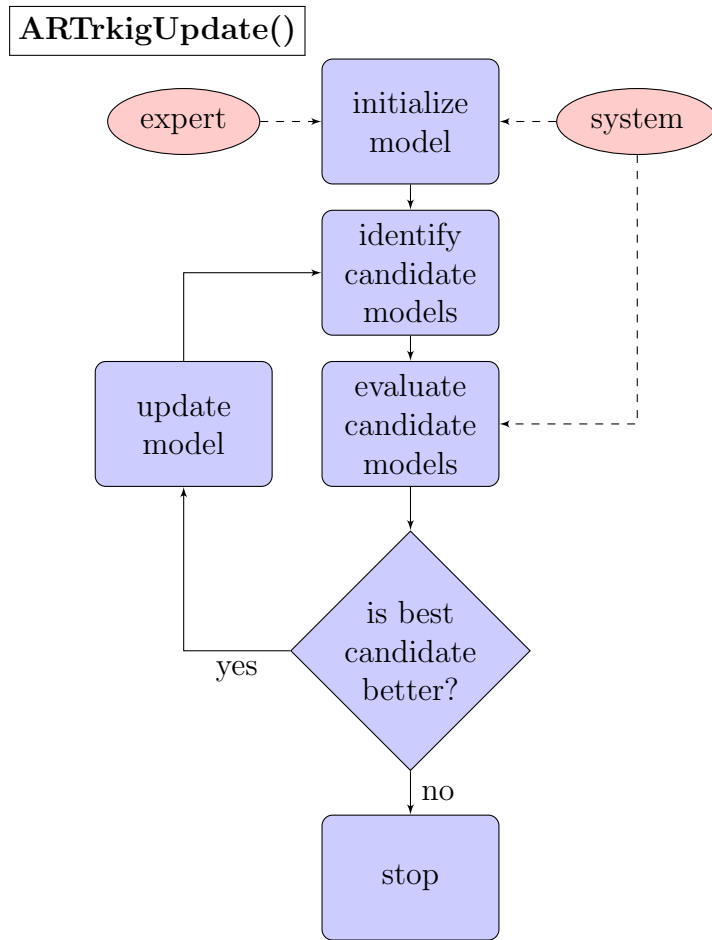 ARTrkigUpdate()
expert
initialize
model
system
identify
candidate
models
update
model
evaluate
candidate
models
is best
candidate
better?
yes
no
stop